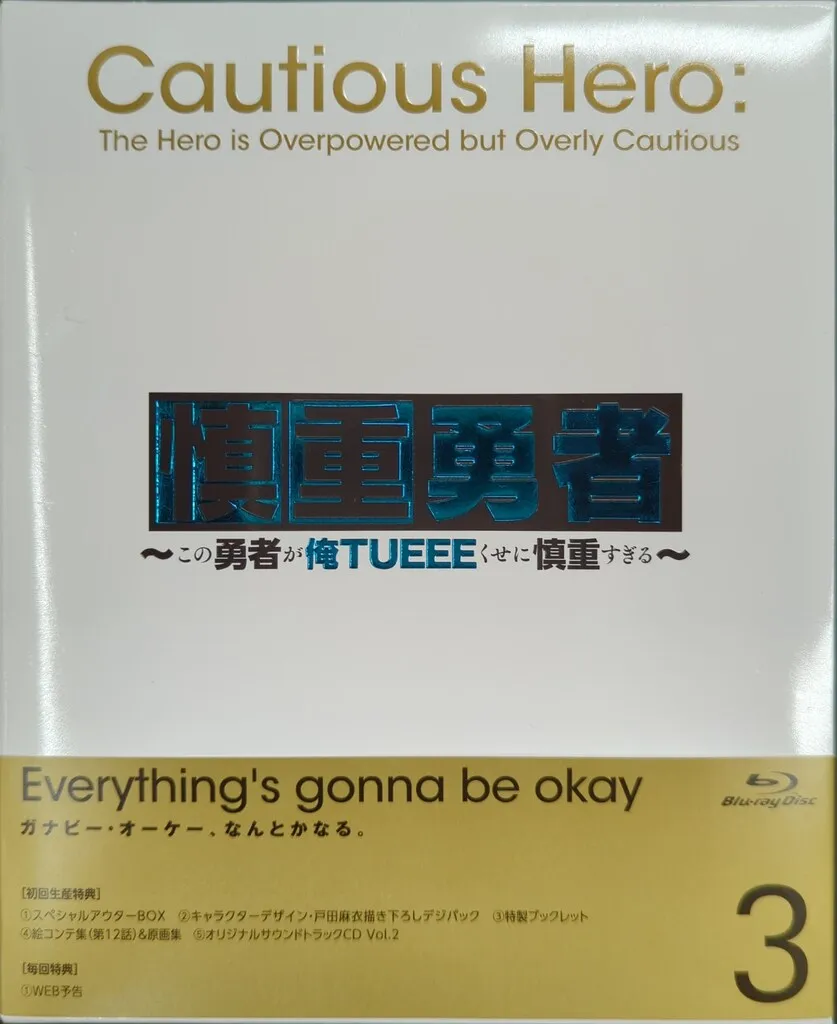 Cautious Hero:
The Hero is Overpowered but Overly Cautious
慎重勇者
〜この勇者が俺TUEEEくせに慎重すぎる〜
Everything's gonna be okay
Blu-ray Disc
ガナビー・オーケー、なんとかなる。
[初回生産特典]
①スペシャルアウターBOX ②キャラクターデザイン・戸田麻衣描き下ろしデジパック ③特製ブックレット
④絵コンテ集(第12話)&原画集 ⑤オリジナルサウンドトラックCD Vol.2
3
[毎回特典]
①WEB予告